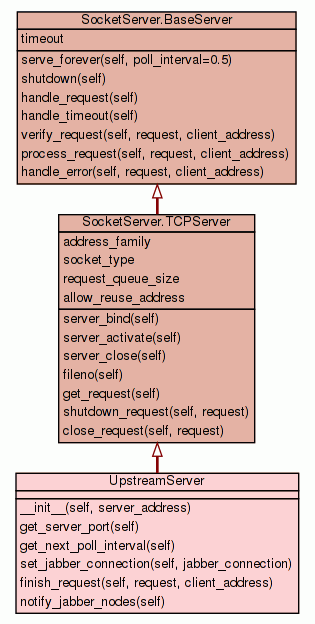 SocketServer.BaseServer
timeout
serve_forever(self, poll_interval=0.5)
shutdown(self)
handle_request(self)
handle_timeout(self)
verify_request(self, request, client_address)
process_request(self, request, client_address)
handle_error(self, request, client_address)
SocketServer.TCPServer
address_family
socket_type
request_queue_size
allow_reuse_address
server_bind(self)
server_activate(self)
server_close(self)
fileno(self)
get_request(self)
shutdown_request(self, request)
close_request(self, request)
UpstreamServer
__init__(self, server_address)
get_server_port(self)
get_next_poll_interval(self)
set_jabber_connection(self, jabber_connection)
finish_request(self, request, client_address)
notify_jabber_nodes(self)